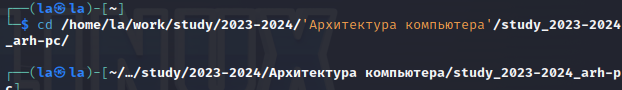 ┌──(la㉿la)-[~]
└─$ cd /home/la/work/study/2023-2024/'Архитектура компьютера'/study_2023-2024
_arh-pc/
┌──(la㉿la)-[~/…/study/2023-2024/Архитектура компьютера/study_2023-2024_arh-p
c]